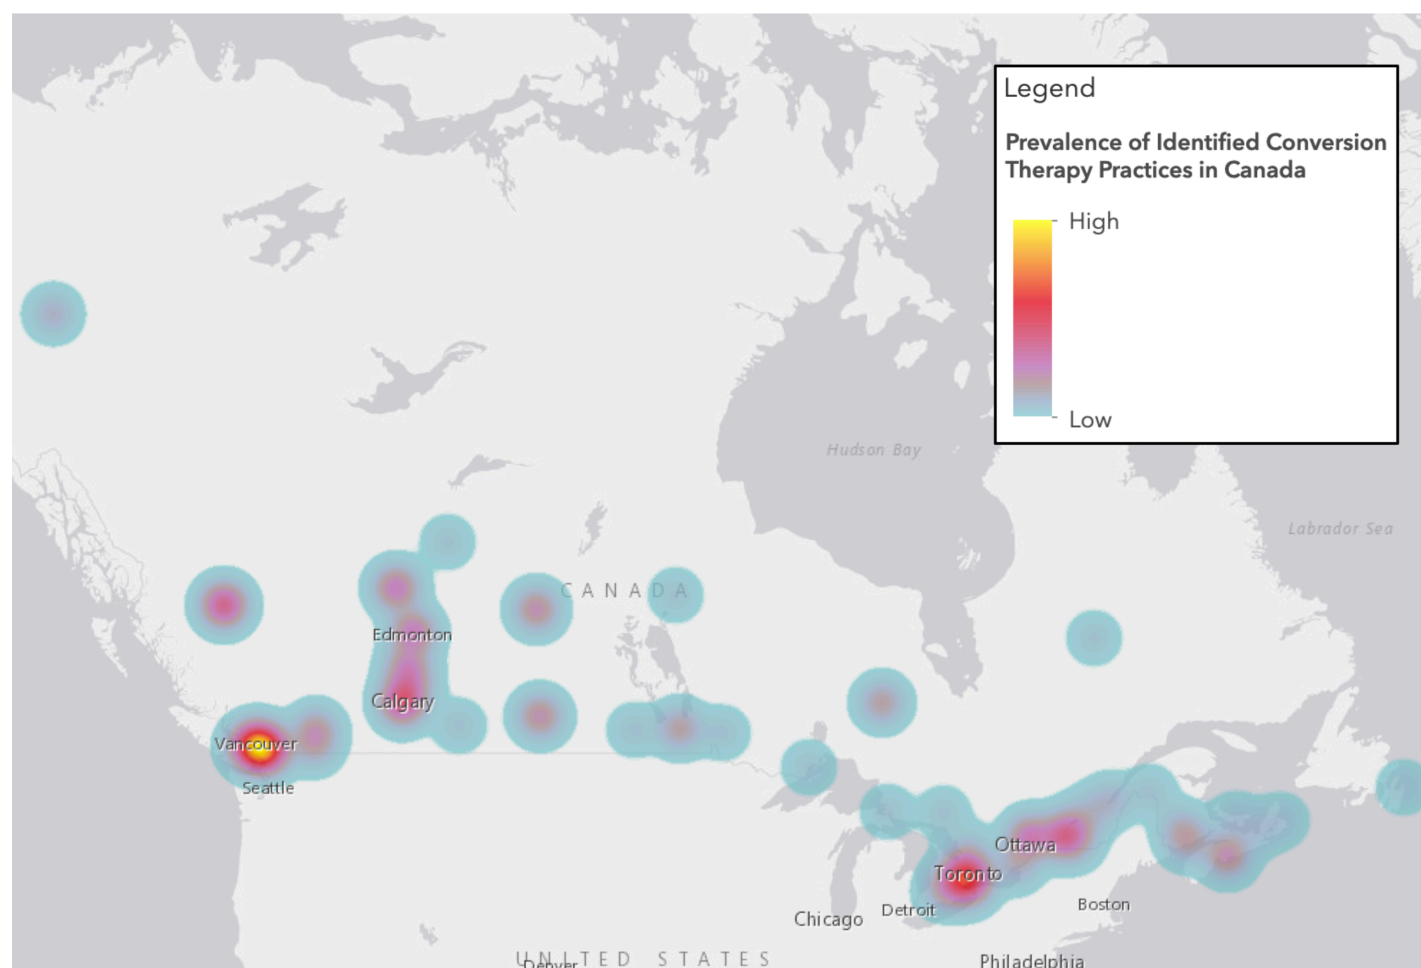 Legend
Prevalence of Identified Conversion
Therapy Practices in Canada
High
Low
Hudson Bay
Labrador Sea
CANADA
Edmonton
Calgary
Vancouver
Seattle
Ottawa
Toronto
Detroit
Boston
Chicago
UNITED STATES
Denver
Philadelphia